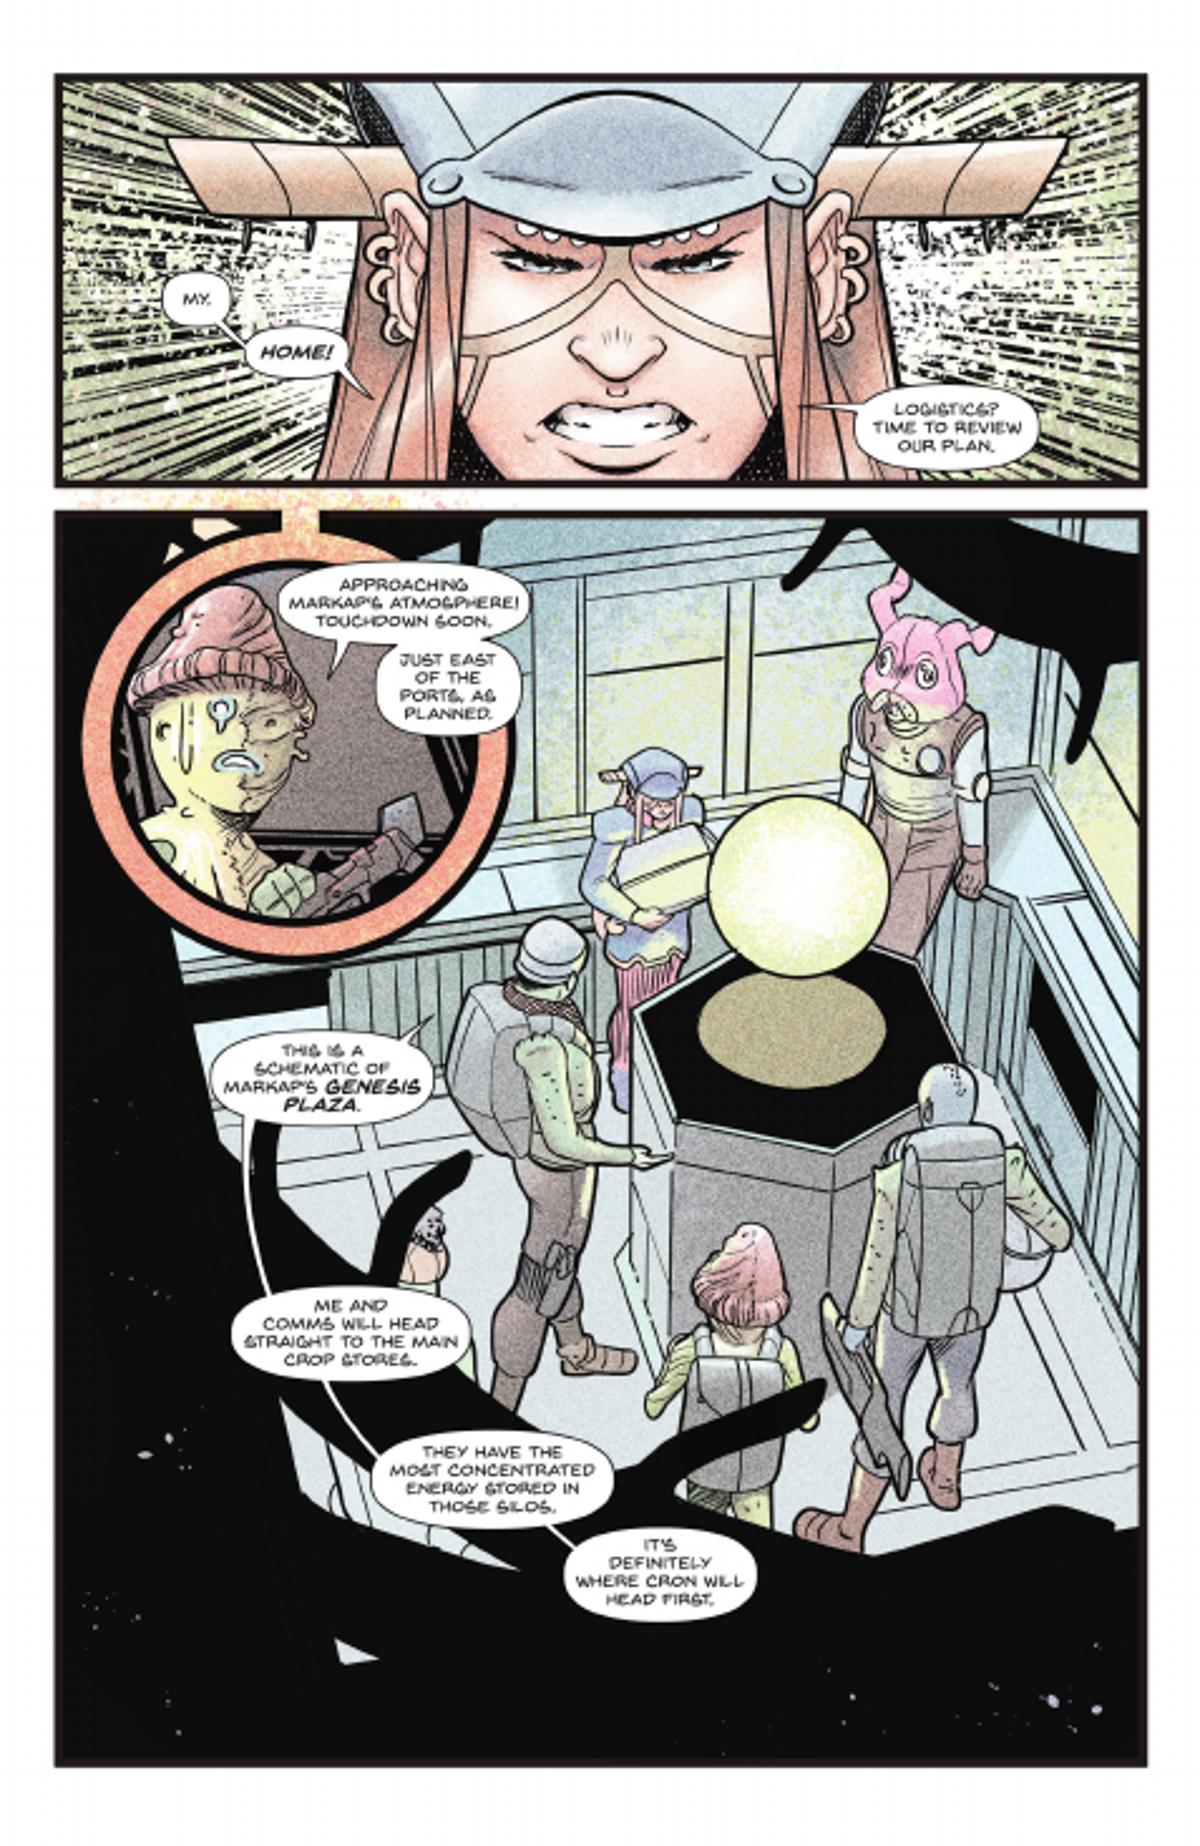 MY.
HOME!
LOGISTICS?
TIME TO REVIEW
OUR PLAN.
APPROACHING
MARKAP'S ATMOSPHERE!
TOUCHDOWN SOON.
JUST EAST
OF THE
PORTS, AS
PLANNED.
THIS IS A
SCHEMATIC OF
MARKAP'S GENESIS
PLAZA.
ME AND
COMMS WILL HEAD
STRAIGHT TO THE MAIN
CROP STORES.
THEY HAVE THE
MOST CONCENTRATED
ENERGY STORED IN
THOSE SILOS.
IT'S
DEFINITELY
WHERE CRON WILL
HEAD FIRST.